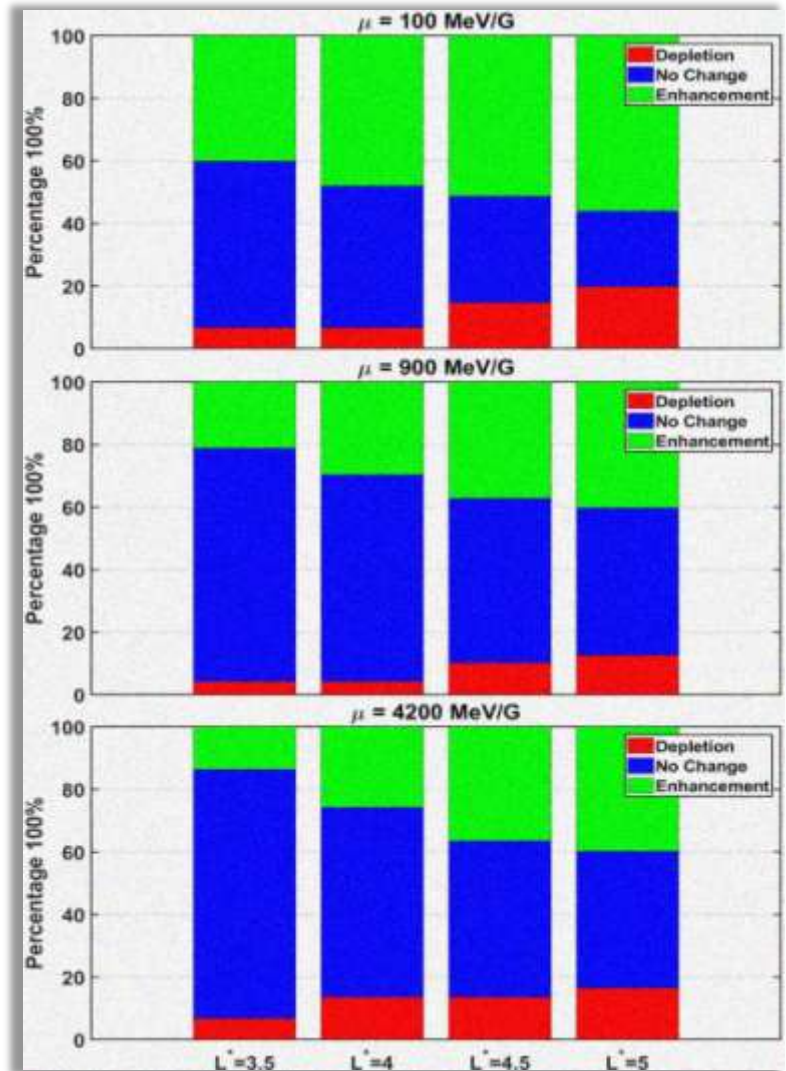 μ = 100 MeV/G
Percentage 100%
100
80
60
40
20
0
Depletion
No Change
Enhancement
μ = 900 MeV/G
Percentage 100%
100
80
60
40
20
0
Depletion
No Change
Enhancement
μ = 4200 MeV/G
Percentage 100%
100
80
60
40
20
0
Depletion
No Change
Enhancement
L*=3.5 L*=4 L*=4.5 L*=5